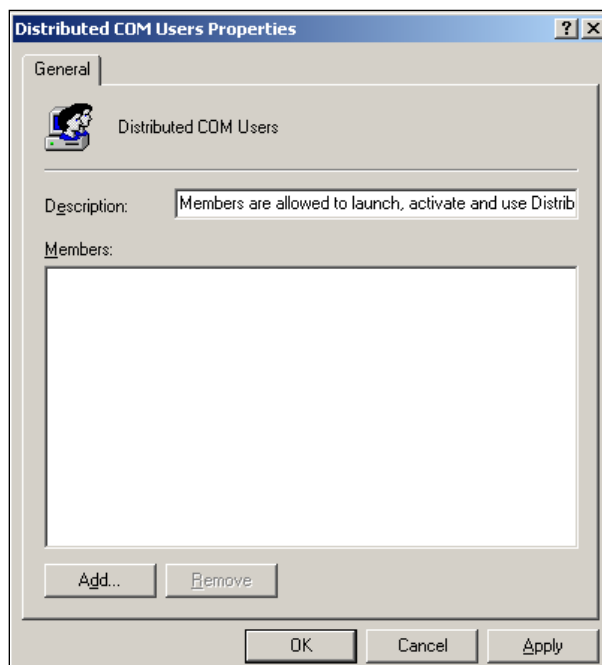 Distributed COM Users Properties
General
Distributed COM Users
Description: Members are allowed to launch, activate and use Distrib
Members:
Add... Remove
OK Cancel Apply